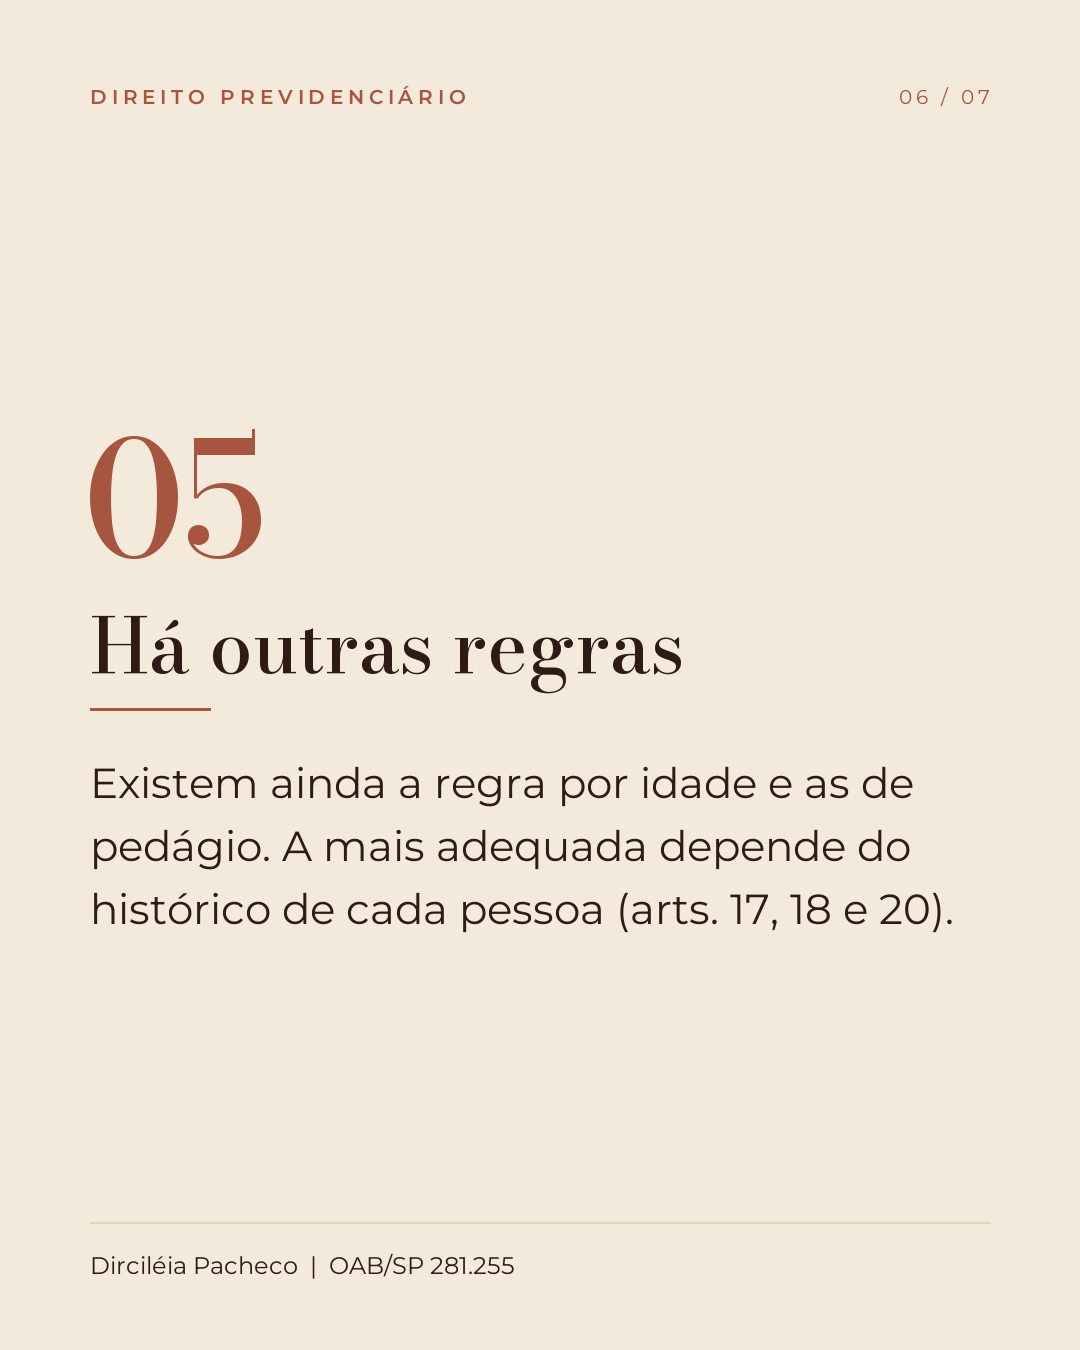 DIREITO PREVIDENCIÁRIO
06 / 07
05
Há outras regras
Existem ainda a regra por idade e as de
pedágio. A mais adequada depende do
histórico de cada pessoa (arts. 17, 18 e 20).
Dirciléia Pacheco | OAB/SP 281.255